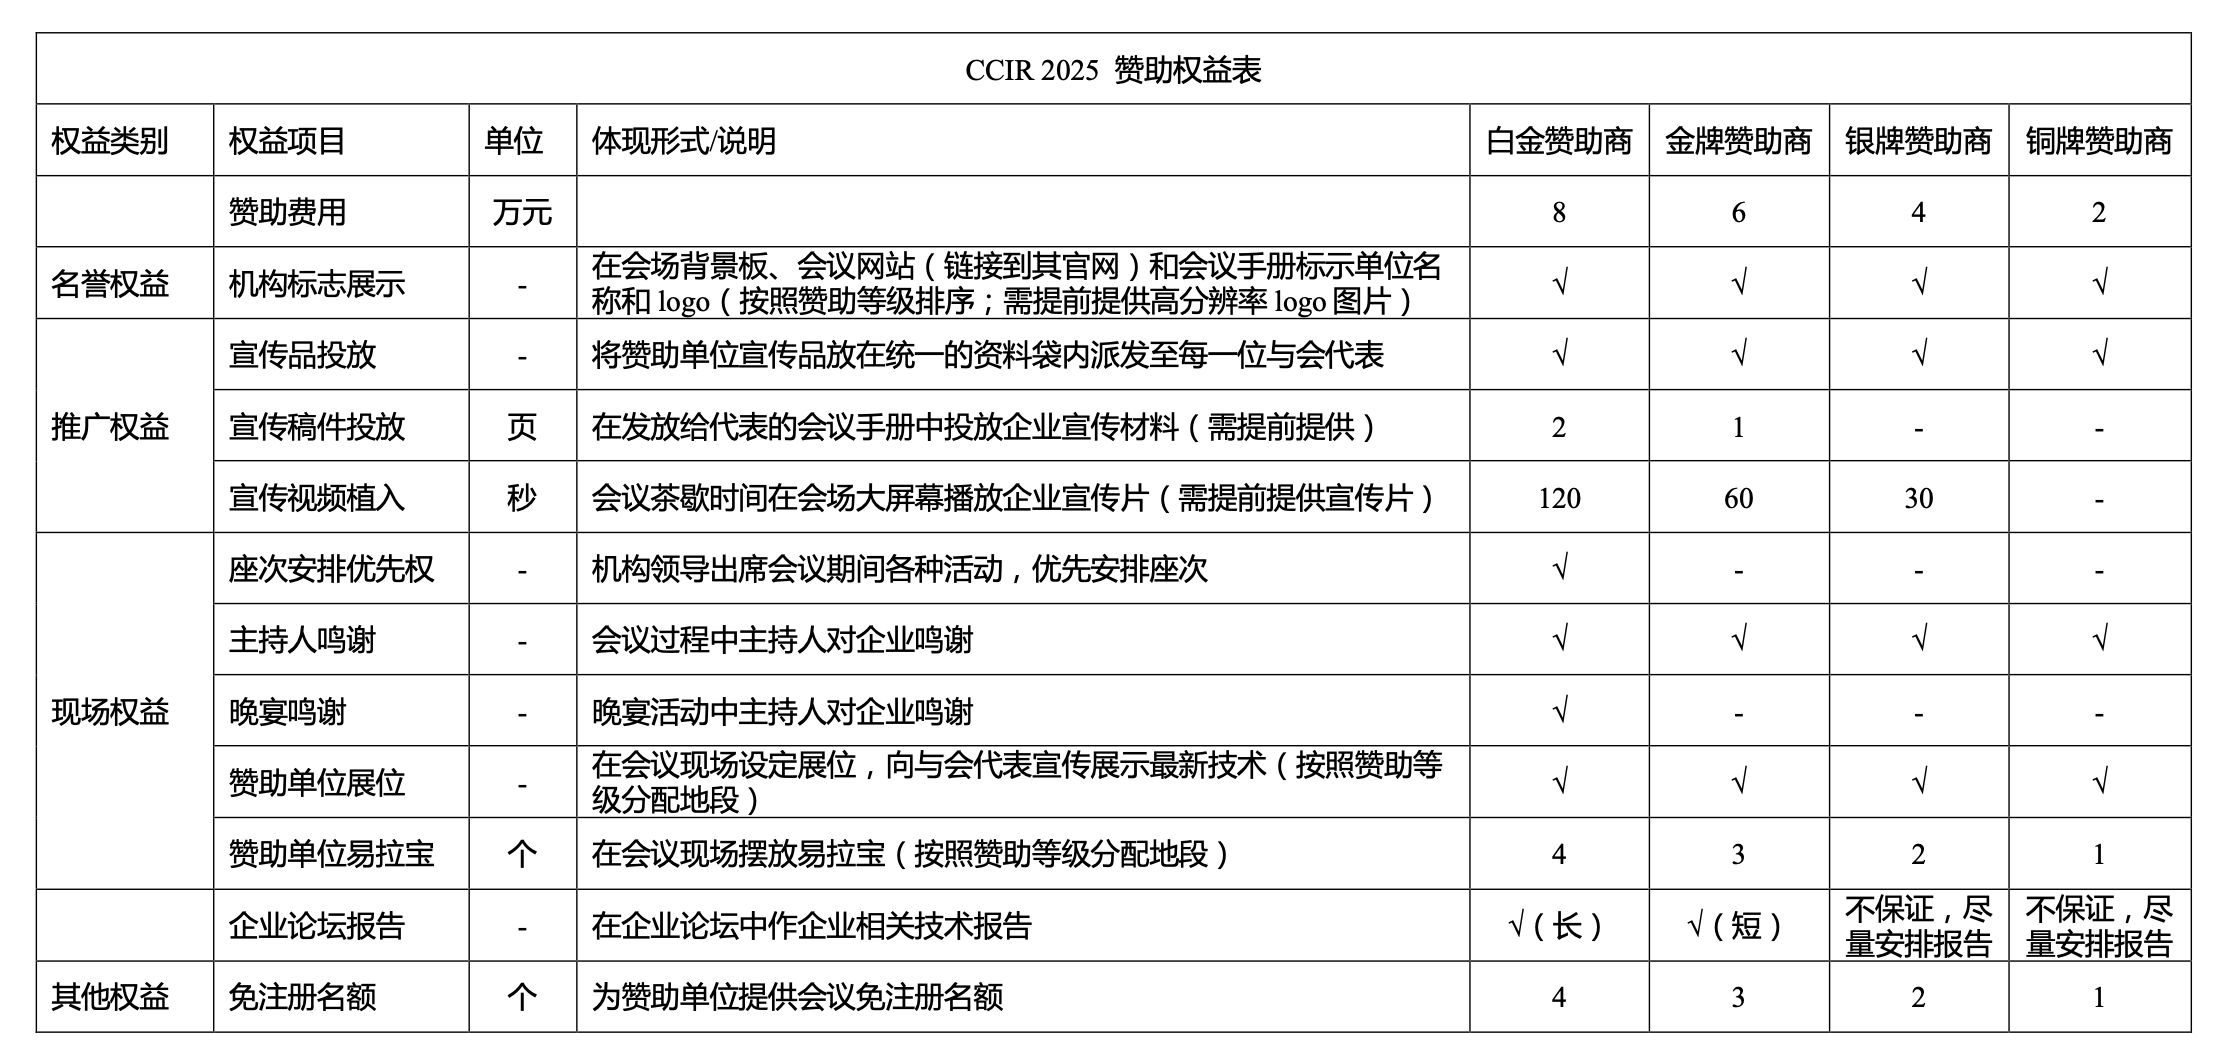 CCIR 2025 赞助权益表
权益类别 权益项目 单位 体现形式/说明 白金赞助商 金牌赞助商 银牌赞助商 铜牌赞助商
赞助费用 万元 8 6 4 2
名誉权益 机构标志展示 - 在会场背景板、会议网站（链接到其官网）和会议手册标示单位名
称和 logo（按照赞助等级排序；需提前提供高分辨率 logo 图片） √ √ √ √
推广权益 宣传品投放 - 将赞助单位宣传品放在统一的资料袋内派发至每一位与会代表 √ √ √ √
宣传稿件投放 页 在发放给代表的会议手册中投放企业宣传材料（需提前提供） 2 1 - -
宣传视频植入 秒 会议茶歇时间在会场大屏幕播放企业宣传片（需提前提供宣传片） 120 60 30 -
现场权益 座次安排优先权 - 机构领导出席会议期间各种活动，优先安排座次 √ - - -
主持人鸣谢 - 会议过程中主持人对企业鸣谢 √ √ √ √
晚宴鸣谢 - 晚宴活动中主持人对企业鸣谢 √ - - -
赞助单位展位 - 在会议现场设定展位，向与会代表宣传展示最新技术（按照赞助等
级分配地段） √ √ √ √
赞助单位易拉宝 个 在会议现场摆放易拉宝（按照赞助等级分配地段） 4 3 2 1
企业论坛报告 - 在企业论坛中作企业相关技术报告 √（长） √（短） 不保证，尽 不保证，尽
量安排报告 量安排报告
其他权益 免注册名额 个 为赞助单位提供会议免注册名额 4 3 2 1